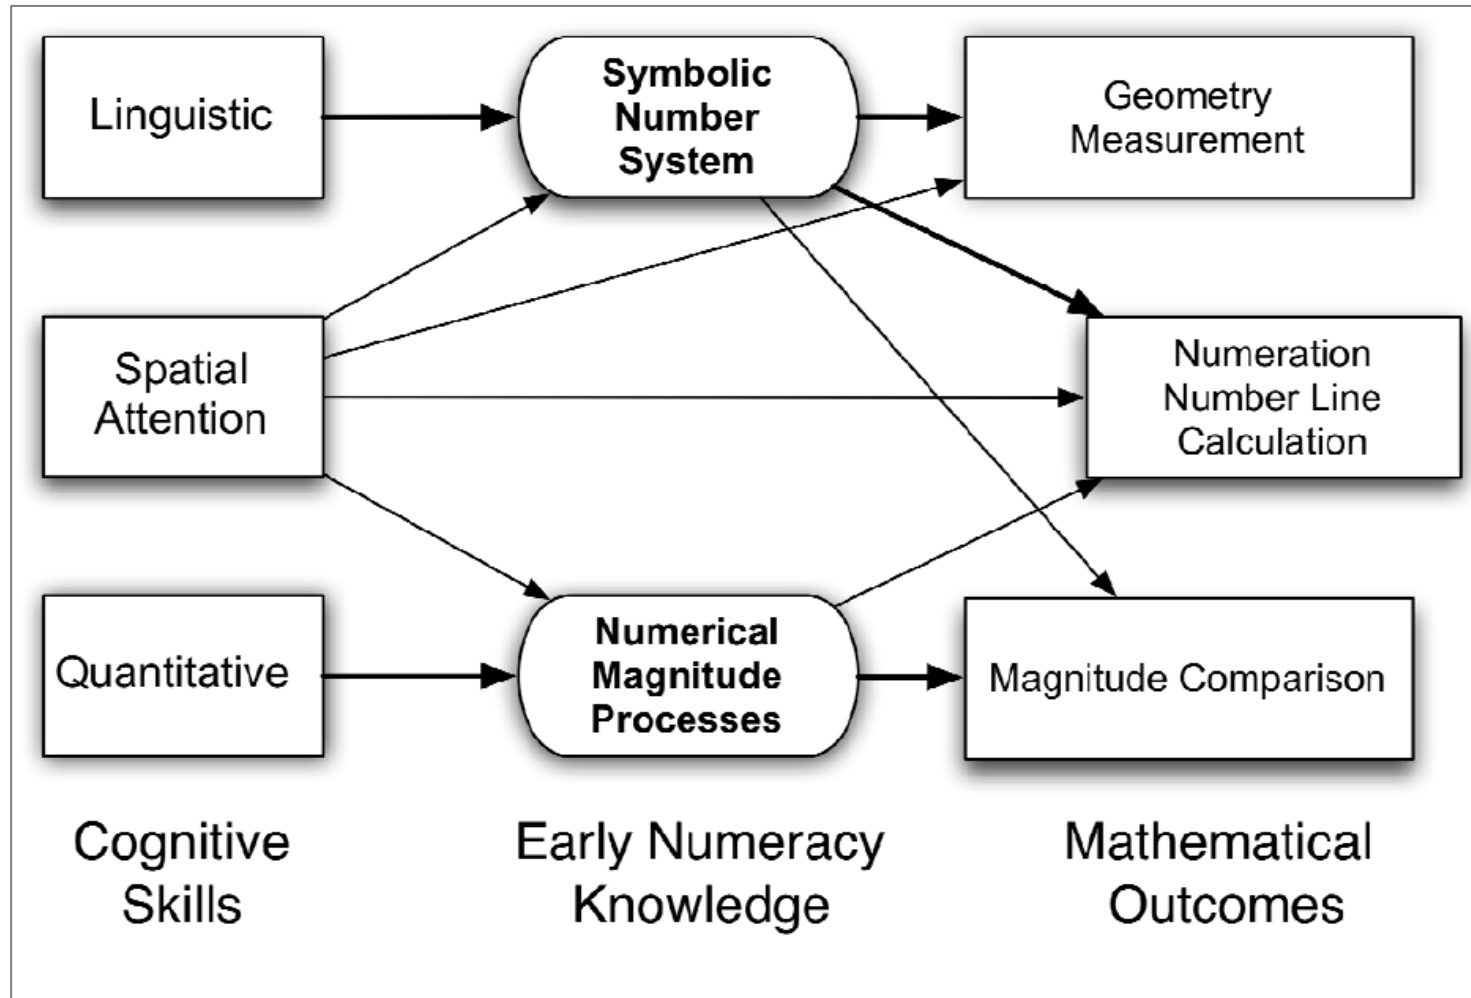 Linguistic
Symbolic
Number
System
Geometry
Measurement
Spatial
Attention
Numeration
Number Line
Calculation
Quantitative
Numerical
Magnitude
Processes
Magnitude Comparison
Cognitive
Skills
Early Numeracy
Knowledge
Mathematical
Outcomes